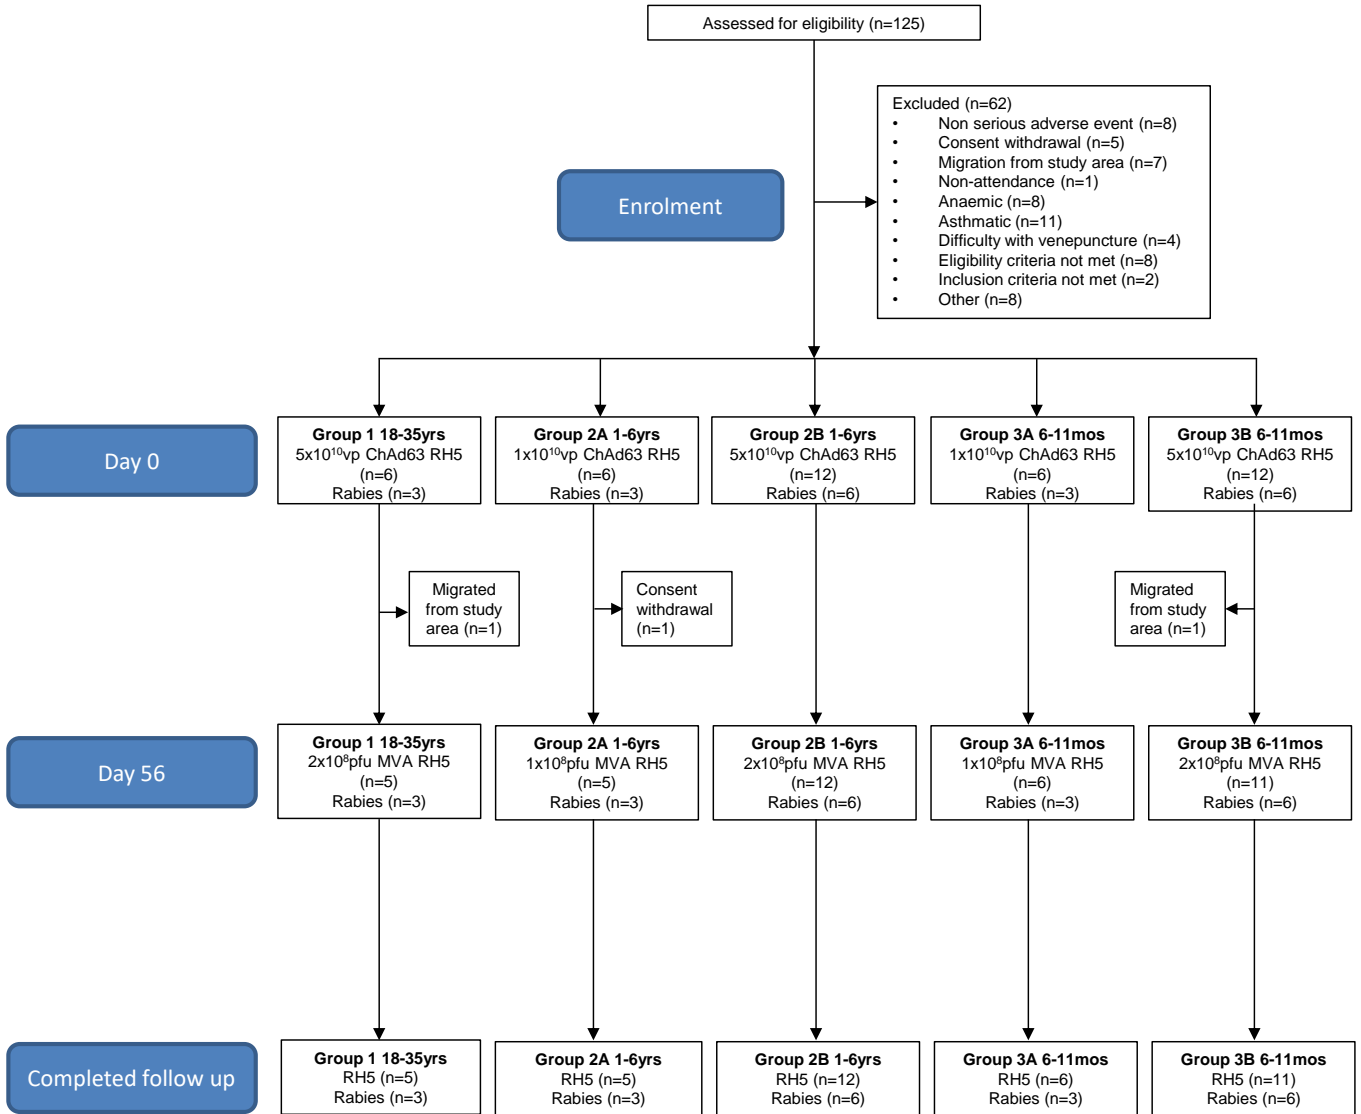 Assessed for eligibility (n=125)
Excluded (n=62)
• Non serious adverse event (n=8)
• Consent withdrawal (n=5)
• Migration from study area (n=7)
• Non-attendance (n=1)
• Anaemic (n=8)
• Asthmatic (n=11)
• Difficulty with venepuncture (n=4)
• Eligibility criteria not met (n=8)
• Inclusion criteria not met (n=2)
• Other (n=8)
Enrolment
Day 0
Group 1 18-35yrs
5x10¹⁰vp ChAd63 RH5
(n=6)
Rabies (n=3)
Group 2A 1-6yrs
1x10¹⁰vp ChAd63 RH5
(n=6)
Rabies (n=3)
Group 2B 1-6yrs
5x10¹⁰vp ChAd63 RH5
(n=12)
Rabies (n=6)
Group 3A 6-11mos
1x10¹⁰vp ChAd63 RH5
(n=6)
Rabies (n=3)
Group 3B 6-11mos
5x10¹⁰vp ChAd63 RH5
(n=12)
Rabies (n=6)
Migrated
from study
area (n=1)
Consent
withdrawal
(n=1)
Migrated
from study
area (n=1)
Day 56
Group 1 18-35yrs
2x10⁸pfu MVA RH5
(n=5)
Rabies (n=3)
Group 2A 1-6yrs
1x10⁸pfu MVA RH5
(n=5)
Rabies (n=3)
Group 2B 1-6yrs
2x10⁸pfu MVA RH5
(n=12)
Rabies (n=6)
Group 3A 6-11mos
1x10⁸pfu MVA RH5
(n=6)
Rabies (n=3)
Group 3B 6-11mos
2x10⁸pfu MVA RH5
(n=11)
Rabies (n=6)
Completed follow up
Group 1 18-35yrs
RH5 (n=5)
Rabies (n=3)
Group 2A 1-6yrs
RH5 (n=5)
Rabies (n=3)
Group 2B 1-6yrs
RH5 (n=12)
Rabies (n=6)
Group 3A 6-11mos
RH5 (n=6)
Rabies (n=3)
Group 3B 6-11mos
RH5 (n=11)
Rabies (n=6)